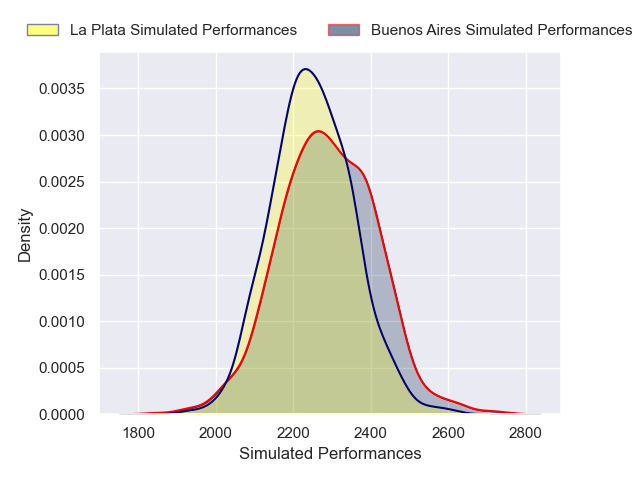 La Plata Simulated Performances
Buenos Aires Simulated Performances
0.0035
0.0030
0.0025
0.0020
0.0015
0.0010
0.0005
0.0000
Density
1800 2000 2200 2400 2600 2800
Simulated Performances